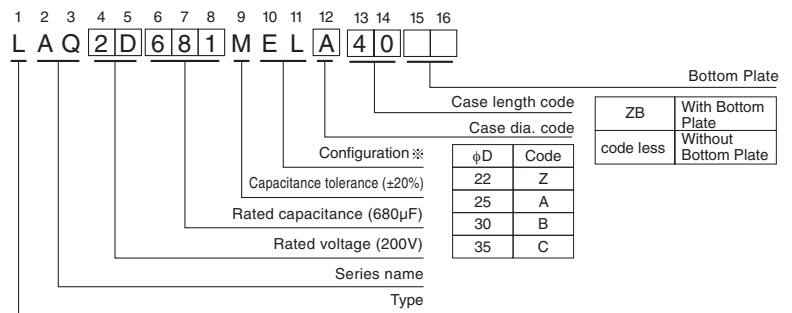 1 2 3 4 5 6 7 8 9 10 11 12 13 14 15 16
L A Q 2 D 6 8 1 M E L A 4 0
Bottom Plate
Case length code
ZB With Bottom Plate
code less Without Bottom Plate
Case dia. code
Configuration※
φD Code
22 Z
25 A
30 B
35 C
Capacitance tolerance (±20%)
Rated capacitance (680µF)
Rated voltage (200V)
Series name
Type